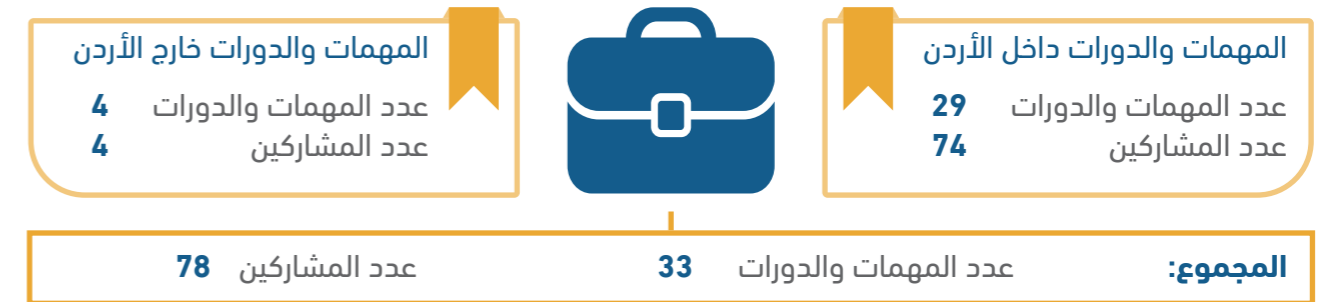 المهمات والدورات داخل الأردن
عدد المهمات والدورات 29
عدد المشاركين 74
المهمات والدورات خارج الأردن
عدد المهمات والدورات 4
عدد المشاركين 4
المجموع: عدد المهمات والدورات 33 عدد المشاركين 78